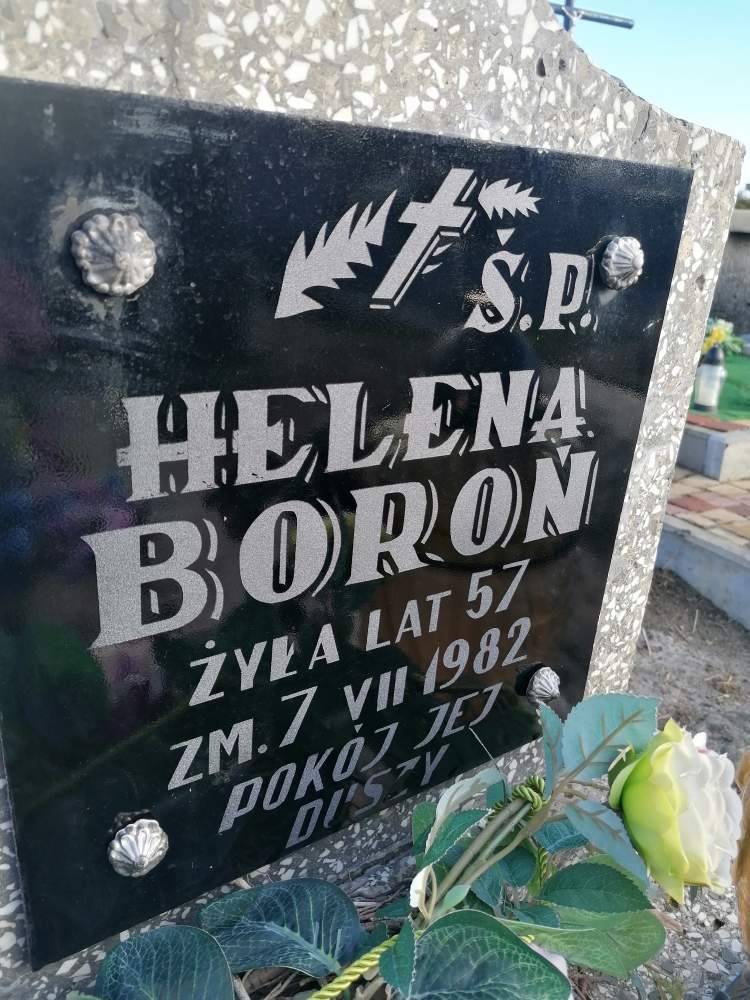 Ś.P.
HELENA
BOROŃ
ŻYŁA LAT 57
ZM. 7 VII 1982
POKÓJ JEJ
DUSZY